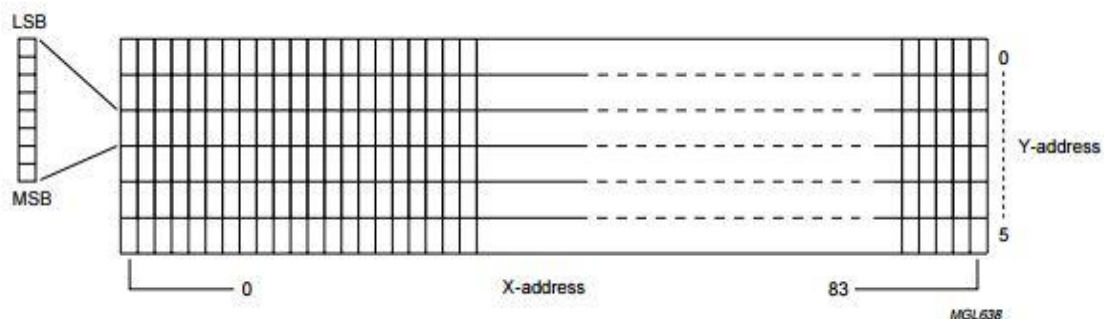 LSB
MSB
0
Y-address
5
0 X-address 83
MGL638